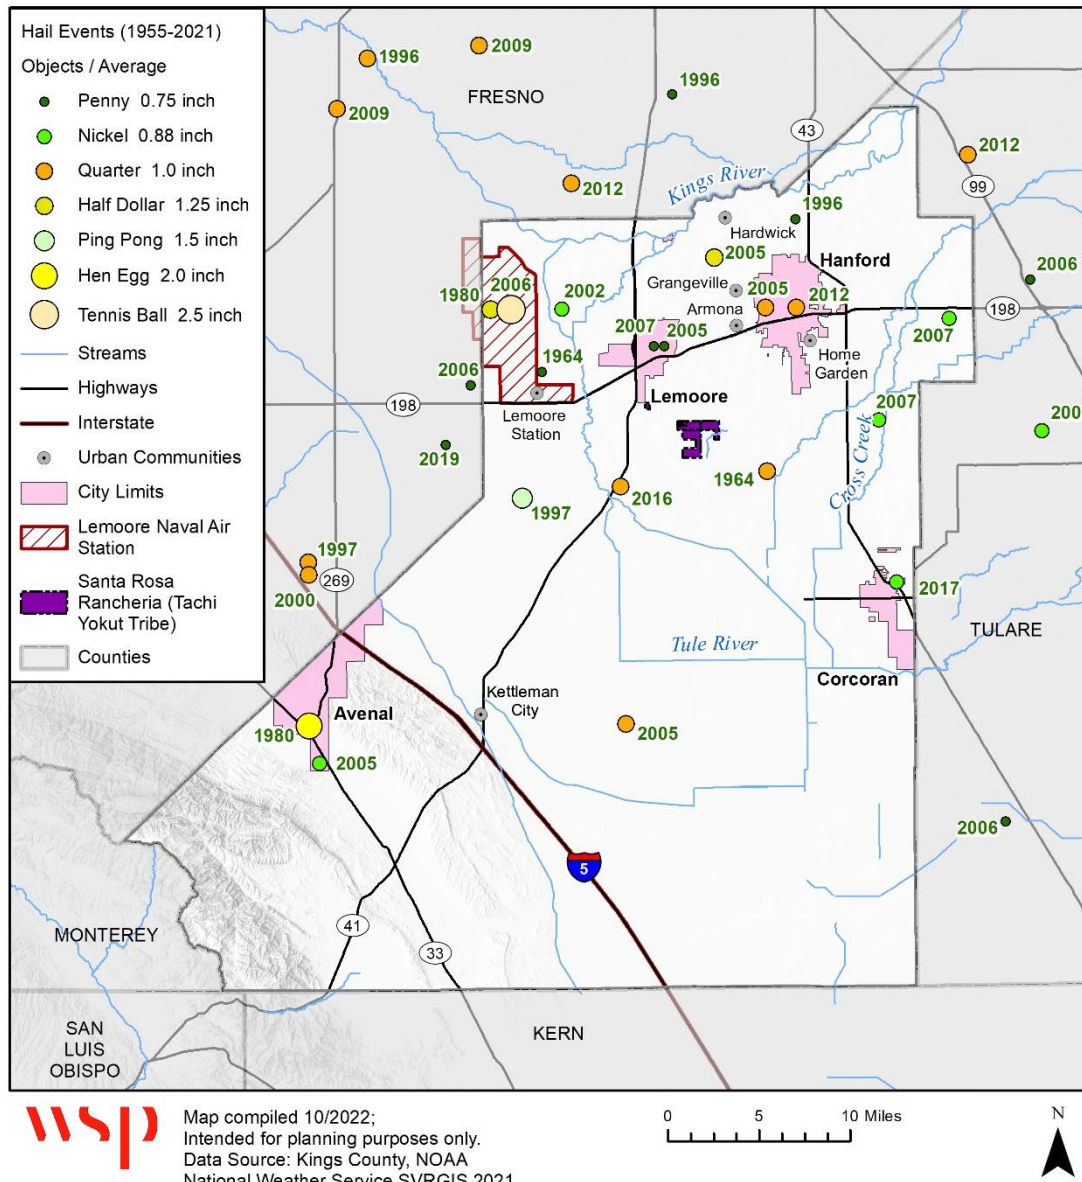 Hail Events (1955-2021)
Objects / Average
Penny 0.75 inch
Nickel 0.88 inch
Quarter 1.0 inch
Half Dollar 1.25 inch
Ping Pong 1.5 inch
Hen Egg 2.0 inch
Tennis Ball 2.5 inch
Streams
Highways
Interstate
Urban Communities
City Limits
Lemoore Naval Air
Station
Santa Rosa
Rancheria (Tachi
Yokut Tribe)
Counties
1996
2009
FRESNO
1996
2009
43
2012
99
2012
Kings River
1996
Hardwick
2005
Hanford
2006
Grangeville
1980
2006
2002
2005
2012
198
Armona
2007
2007
2005
Home
Garden
1964
2006
Lemoore
198
Lemoore
Station
2007
200
Cross Creek
2019
1964
2016
1997
1997
269
2000
2017
TULARE
Tule River
Corcoran
Kettleman
City
Avenal
1980
2005
2005
2006
5
41
33
MONTEREY
SAN
LUIS
OBISPO
KERN
wsp
Map compiled 10/2022;
Intended for planning purposes only.
Data Source: Kings County, NOAA
National Weather Service SVRGIS 2021
0 5 10 Miles
N